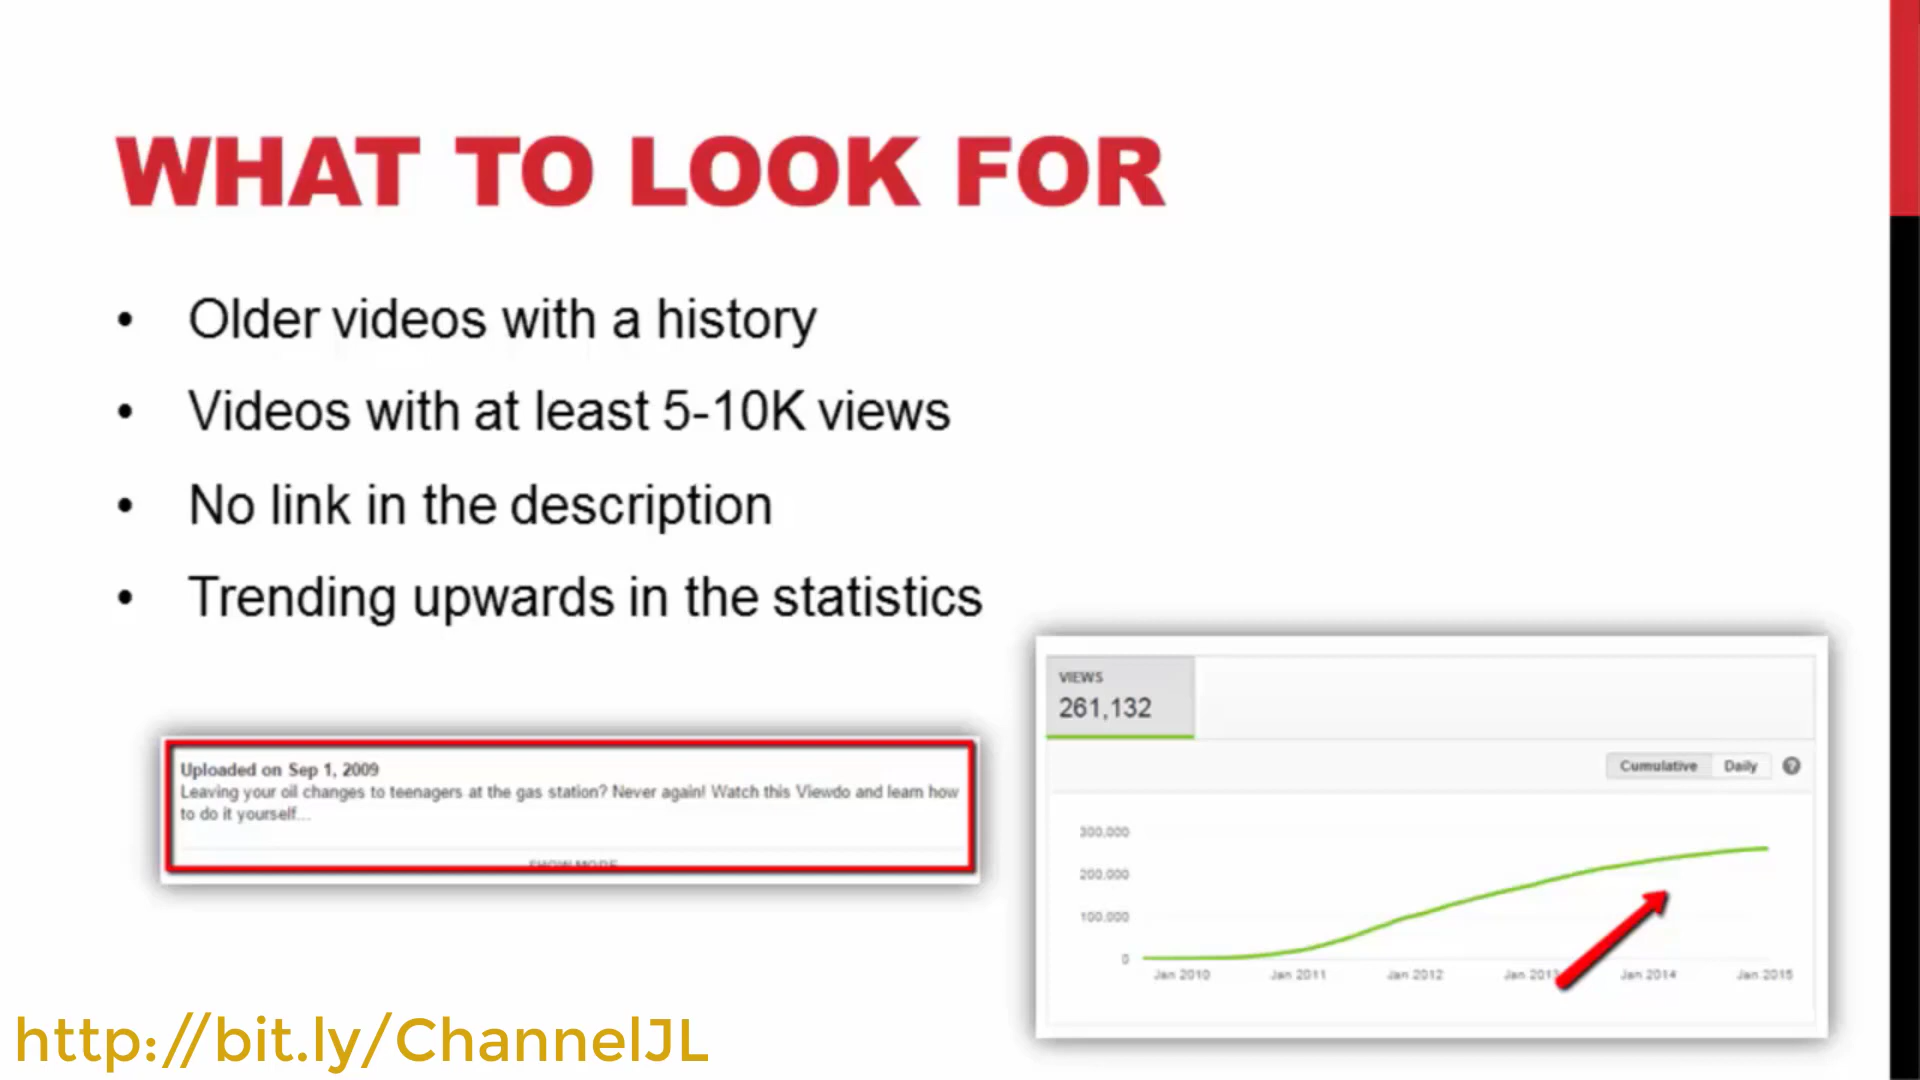 WHAT TO LOOK FOR
• Older videos with a history
• Videos with at least 5-10K views
• No link in the description
• Trending upwards in the statistics
Uploaded on Sep 1, 2009
Leaving your oil changes to teenagers at the gas station? Never again! Watch this Viewdo and learn how
to do it yourself...
SHOW MORE
VIEWS
261,132
Cumulative Daily ?
300,000
200,000
100,000
0
Jan 2010 Jan 2011 Jan 2012 Jan 2013 Jan 2014 Jan 2015
http://bit.ly/ChannelJL